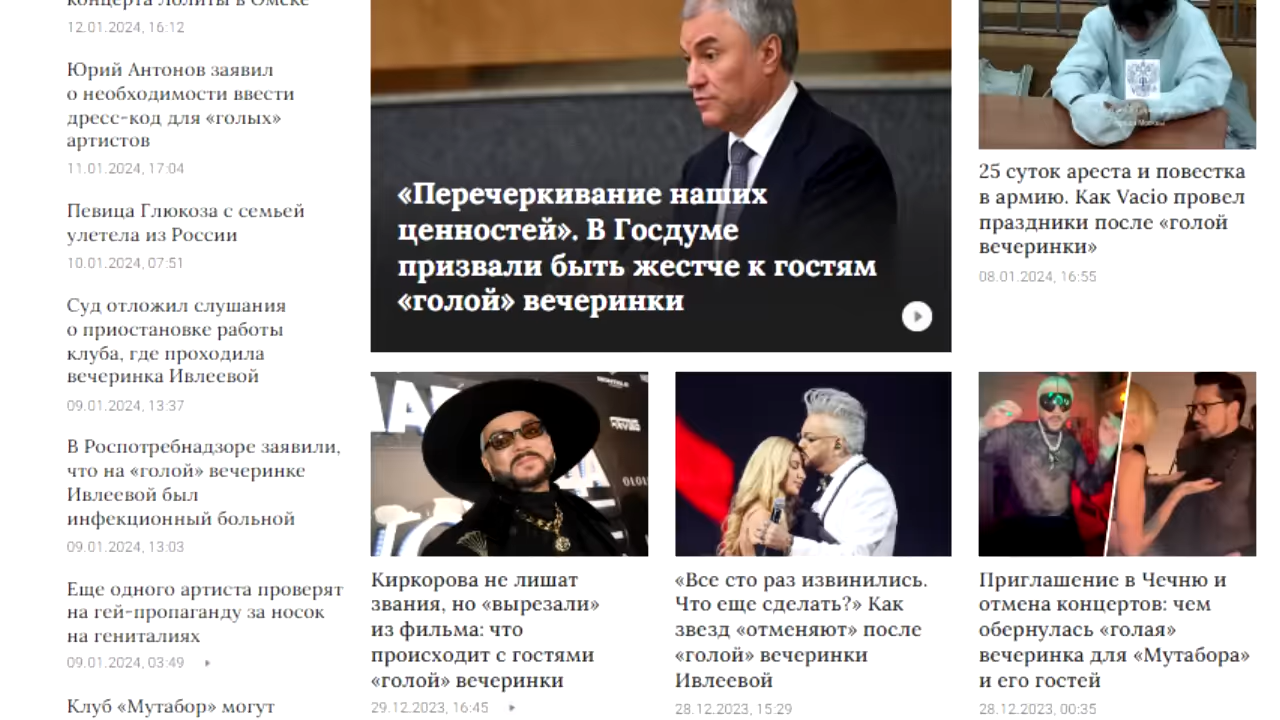 концерта Лолиты в Омске
12.01.2024, 16:12
Юрий Антонов заявил
о необходимости ввести
дресс-код для «голых»
артистов
11.01.2024, 17:04
Певица Глюкоза с семьей
улетела из России
10.01.2024, 07:51
Суд отложил слушания
о приостановке работы
клуба, где проходила
вечеринка Ивлеевой
09.01.2024, 13:37
В Роспотребнадзоре заявили,
что на «голой» вечеринке
Ивлеевой был
инфекционный больной
09.01.2024, 13:03
Еще одного артиста проверят
на гей-пропаганду за носок
на гениталиях
09.01.2024, 03:49
Клуб «Мутабор» могут
«Перечеркивание наших
ценностей». В Госдуме
призвали быть жестче к гостям
«голой» вечеринки
Киркорова не лишат
звания, но «вырезали»
из фильма: что
происходит с гостями
«голой» вечеринки
29.12.2023, 16:45
«Все сто раз извинились.
Что еще сделать?» Как
звезд «отменяют» после
«голой» вечеринки
Ивлеевой
28.12.2023, 15:29
25 суток ареста и повестка
в армию. Как Vacio провел
праздники после «голой
вечеринки»
08.01.2024, 16:55
Приглашение в Чечню и
отмена концертов: чем
обернулась «голая»
вечеринка для «Мутабора»
и его гостей
28.12.2023, 00:35